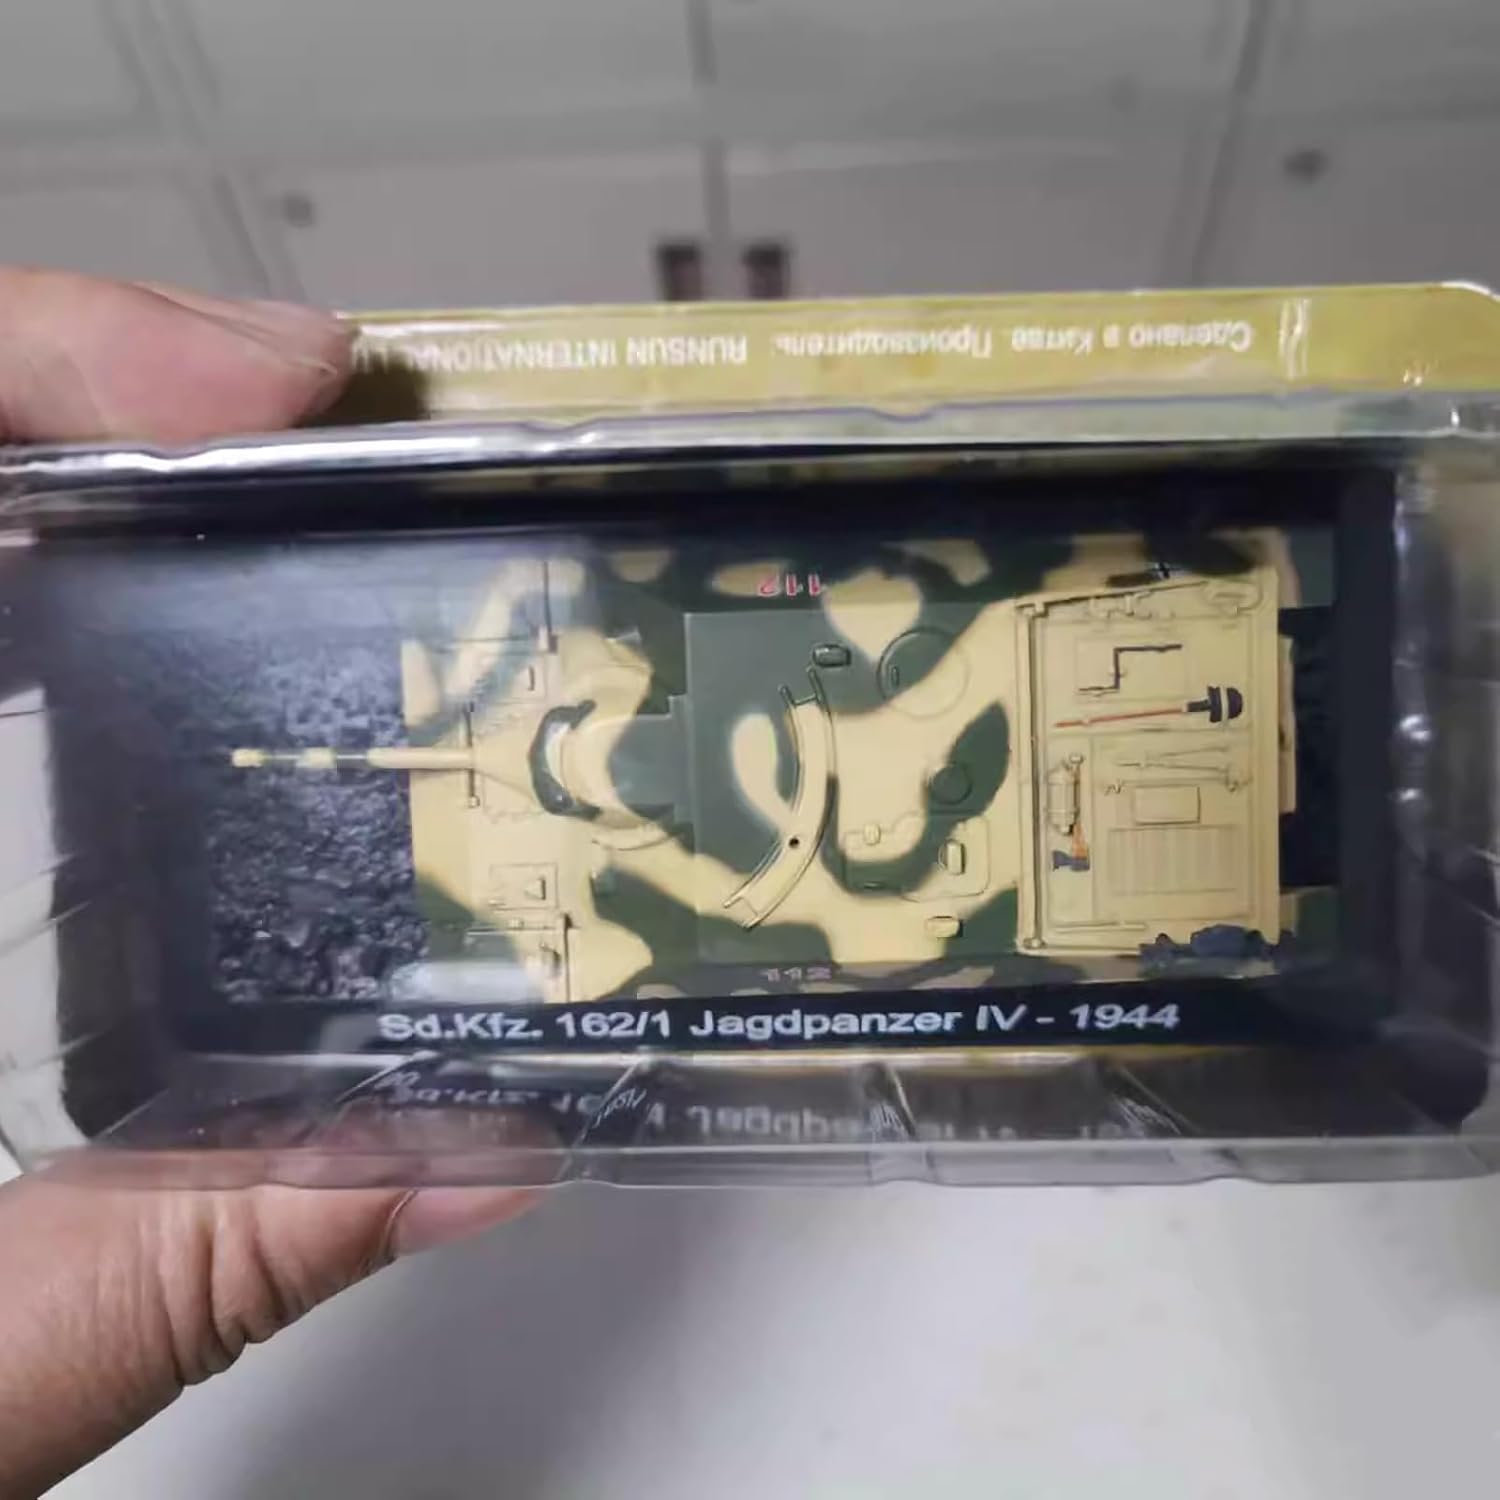 Сделано в Китае. Производитель: RUNSUN INTERNATIONAL
112
112
Sd.Kfz. 162/1 Jagdpanzer IV - 1944